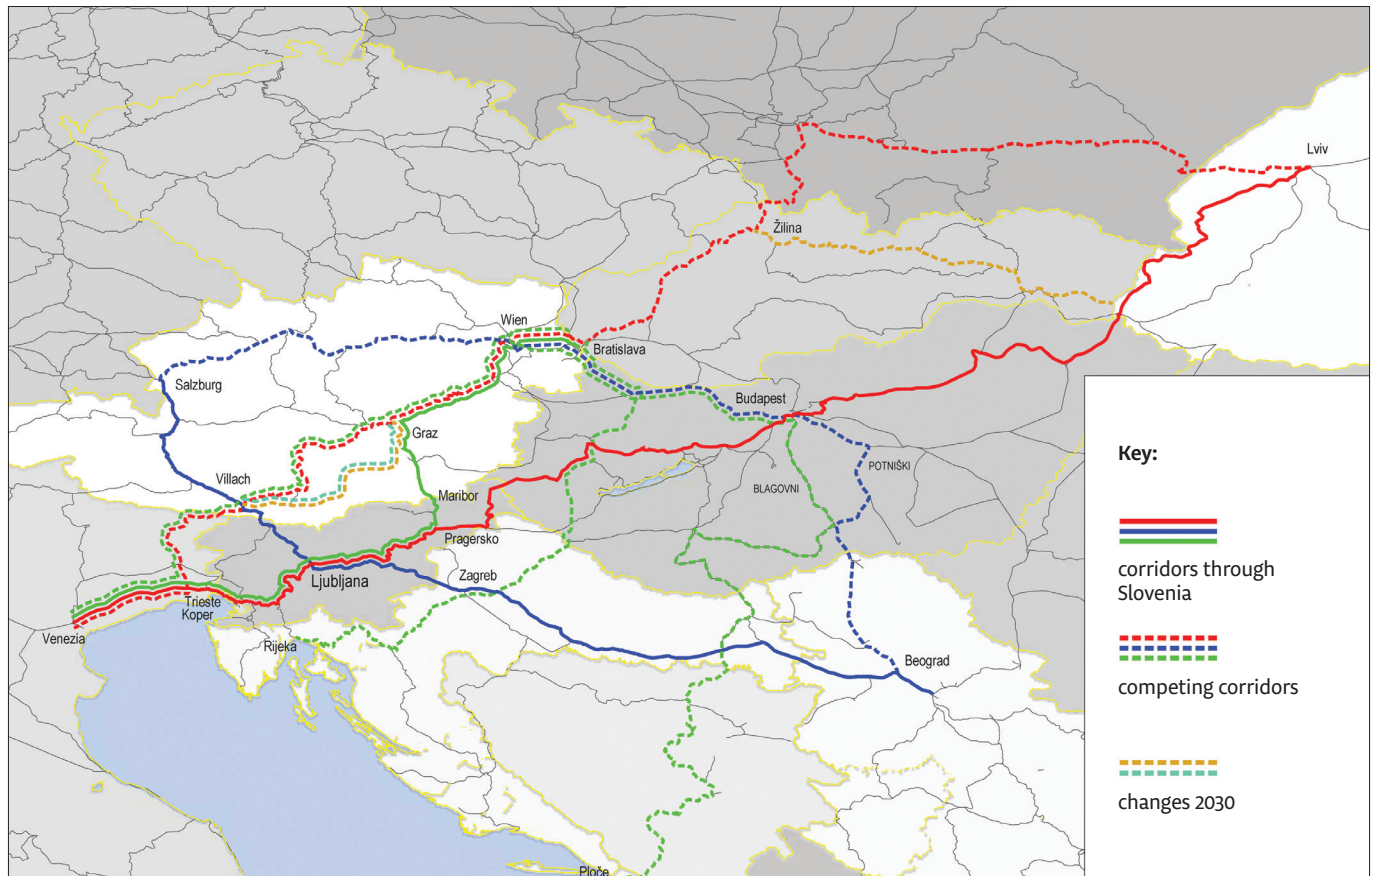 Lviv
Žilina
Wien
Bratislava
Salzburg
Budapest
Graz
POTNIŠKI
Villach
BLAGOVNI
Maribor
Pragersko
Ljubljana
Zagreb
Trieste
Koper
Venezia
Rijeka
Beograd
Ploče
Key:
corridors through
Slovenia
competing corridors
changes 2030